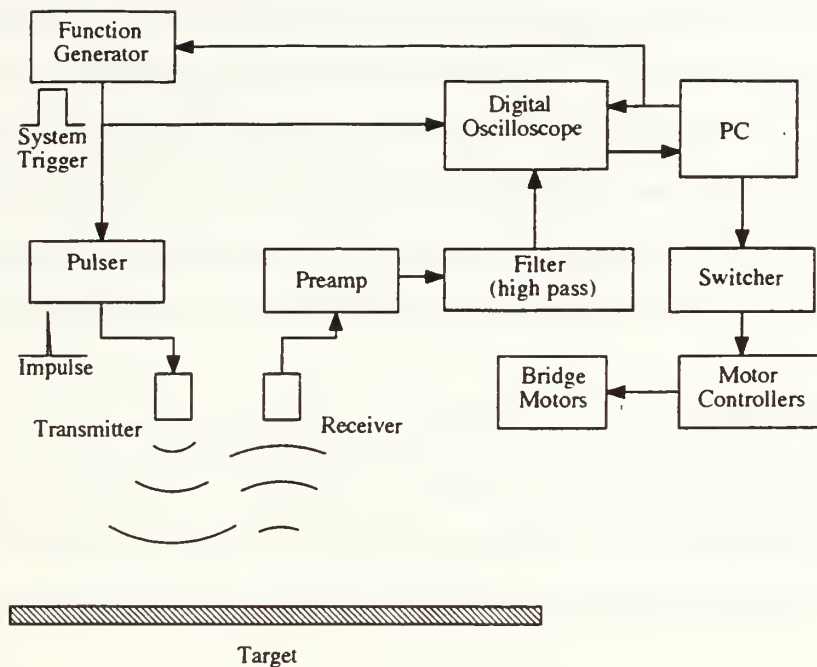 Function
Generator
System
Trigger
Digital
Oscilloscope
PC
Pulser
Preamp
Filter
(high pass)
Switcher
Impulse
Bridge
Motors
Motor
Controllers
Transmitter
Receiver
Target